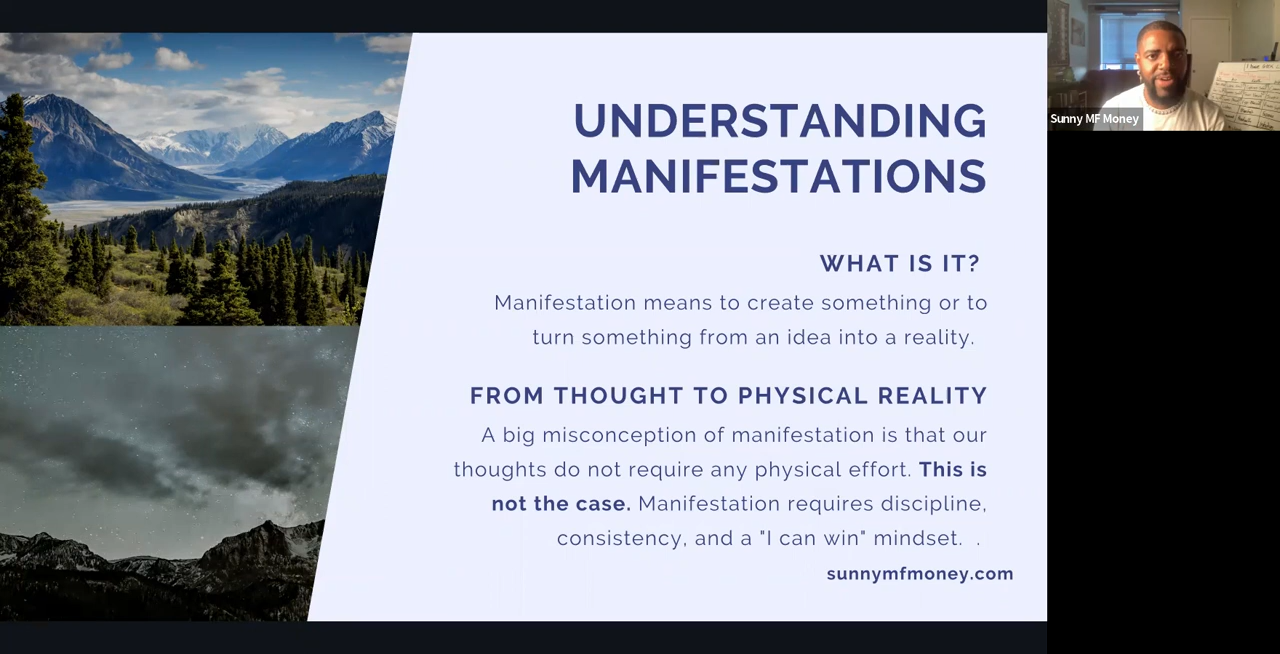 UNDERSTANDING
MANIFESTATIONS
WHAT IS IT?
Manifestation means to create something or to
turn something from an idea into a reality.
FROM THOUGHT TO PHYSICAL REALITY
A big misconception of manifestation is that our
thoughts do not require any physical effort. This is
not the case. Manifestation requires discipline,
consistency, and a "I can win" mindset. .
sunnymfmoney.com
Sunny MF Money